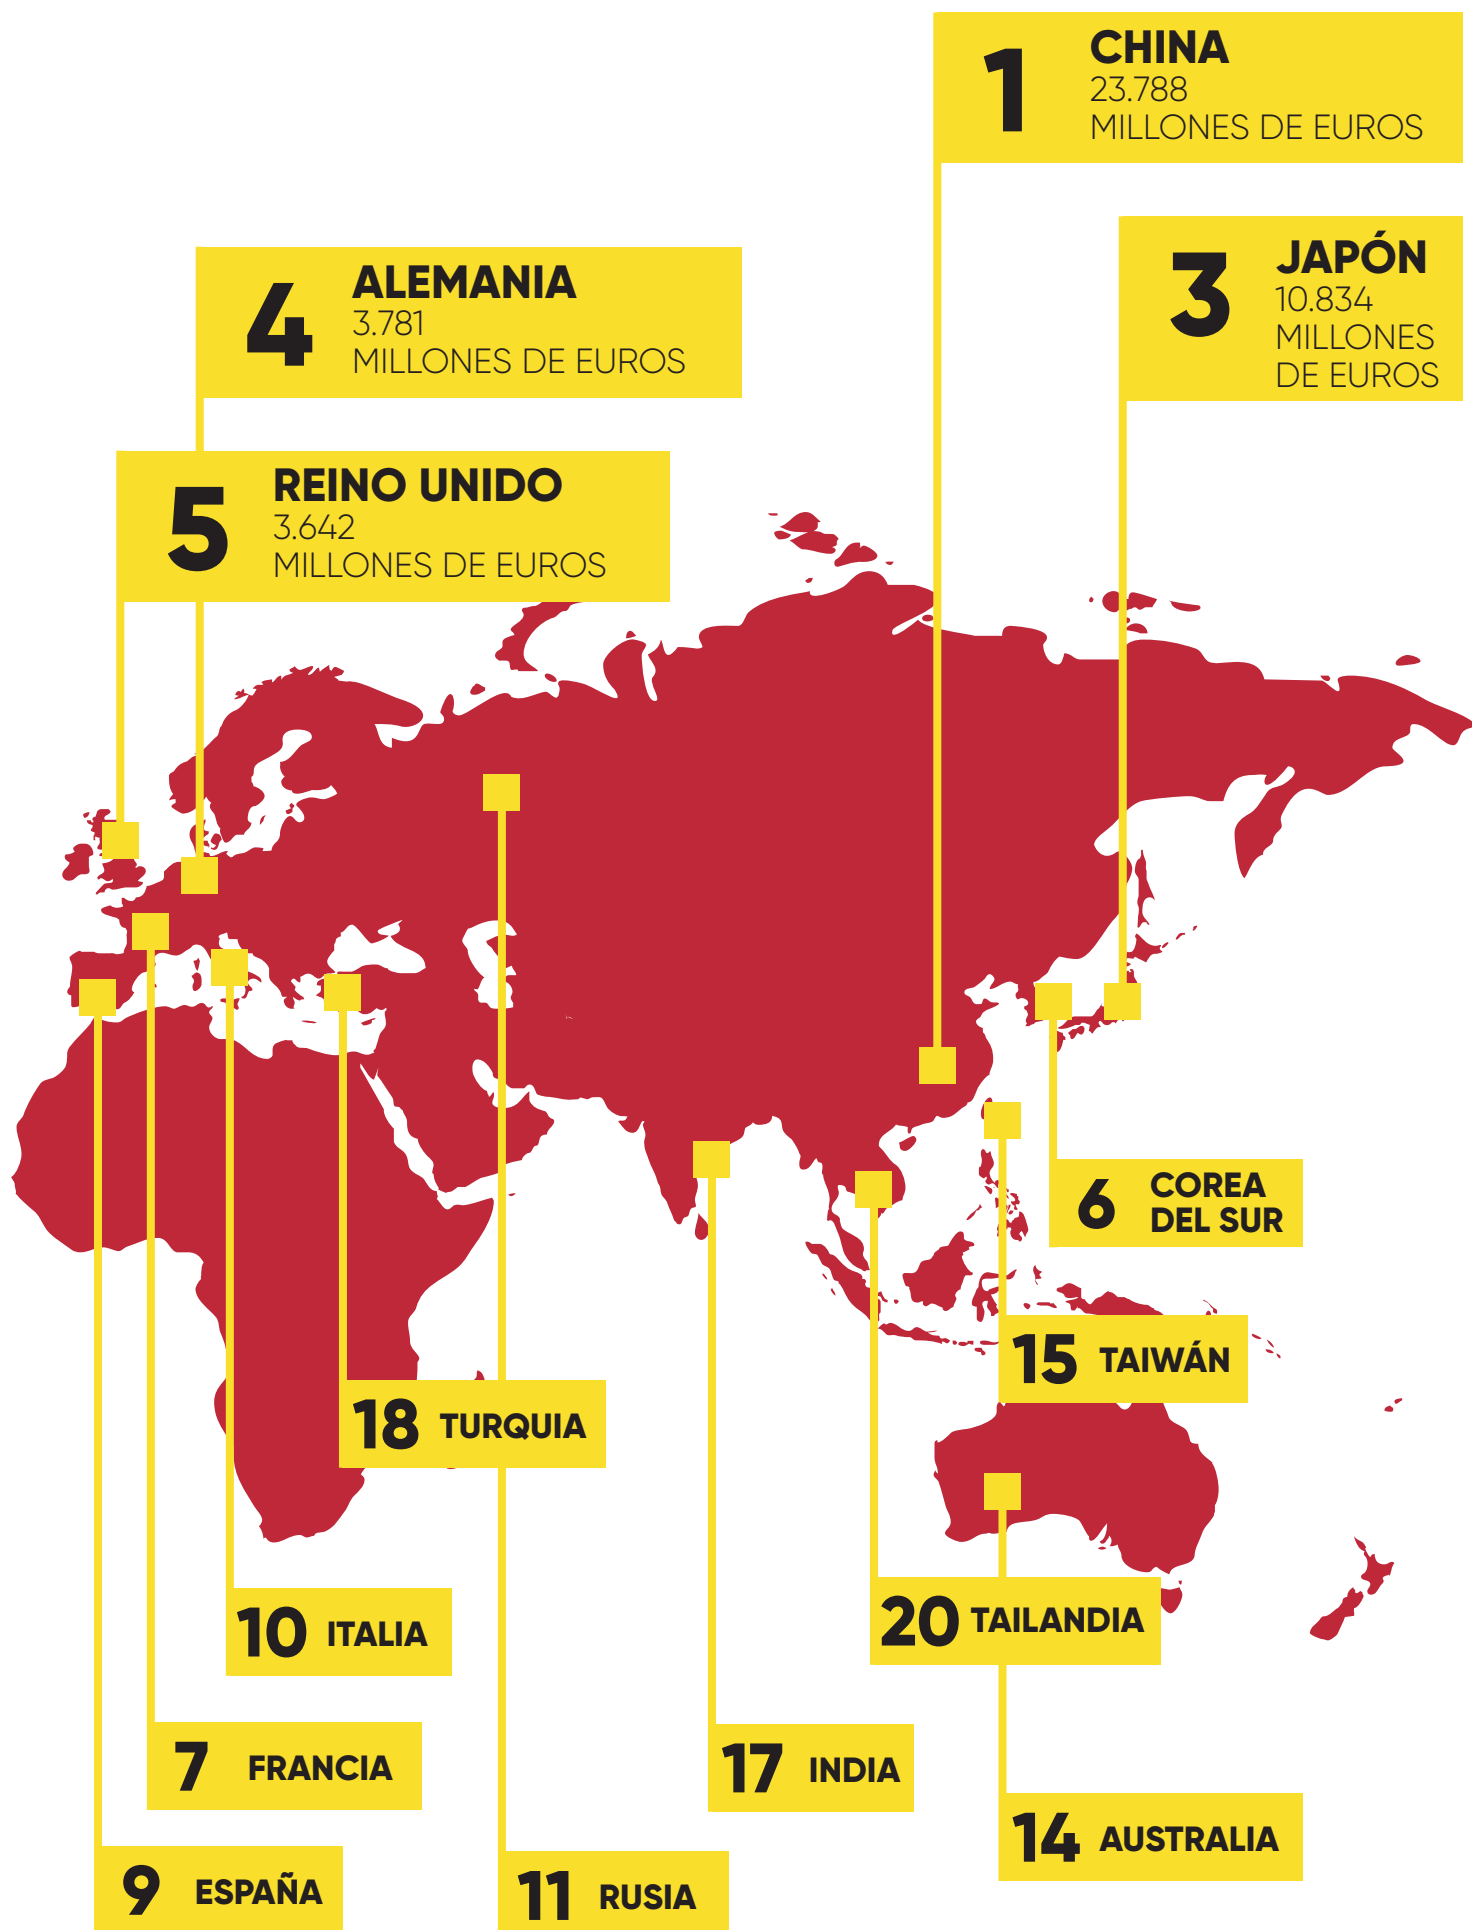 1
CHINA
23.788
MILLONES DE EUROS
3
JAPÓN
10.834
MILLONES
DE EUROS
4
ALEMANIA
3.781
MILLONES DE EUROS
5
REINO UNIDO
3.642
MILLONES DE EUROS
6
COREA
DEL SUR
15 TAIWÁN
18 TURQUIA
10 ITALIA
20 TAILANDIA
7 FRANCIA
17 INDIA
14 AUSTRALIA
9 ESPAÑA
11 RUSIA